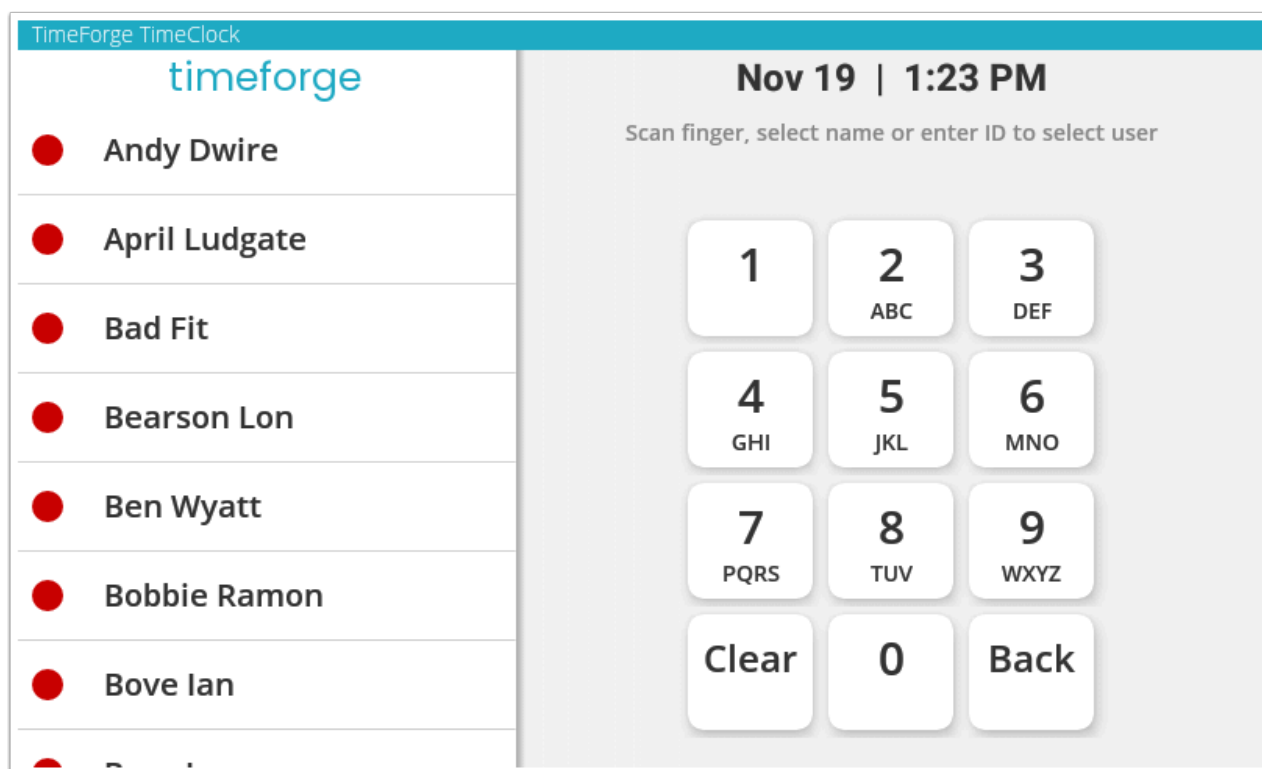 TimeForge TimeClock
timeforge
Andy Dwire
April Ludgate
Bad Fit
Bearson Lon
Ben Wyatt
Bobbie Ramon
Bove Ian
Nov 19 | 1:23 PM
Scan finger, select name or enter ID to select user
1 2 3
ABC DEF
4 5 6
GHI JKL MNO
7 8 9
PQRS TUV WXYZ
Clear 0 Back